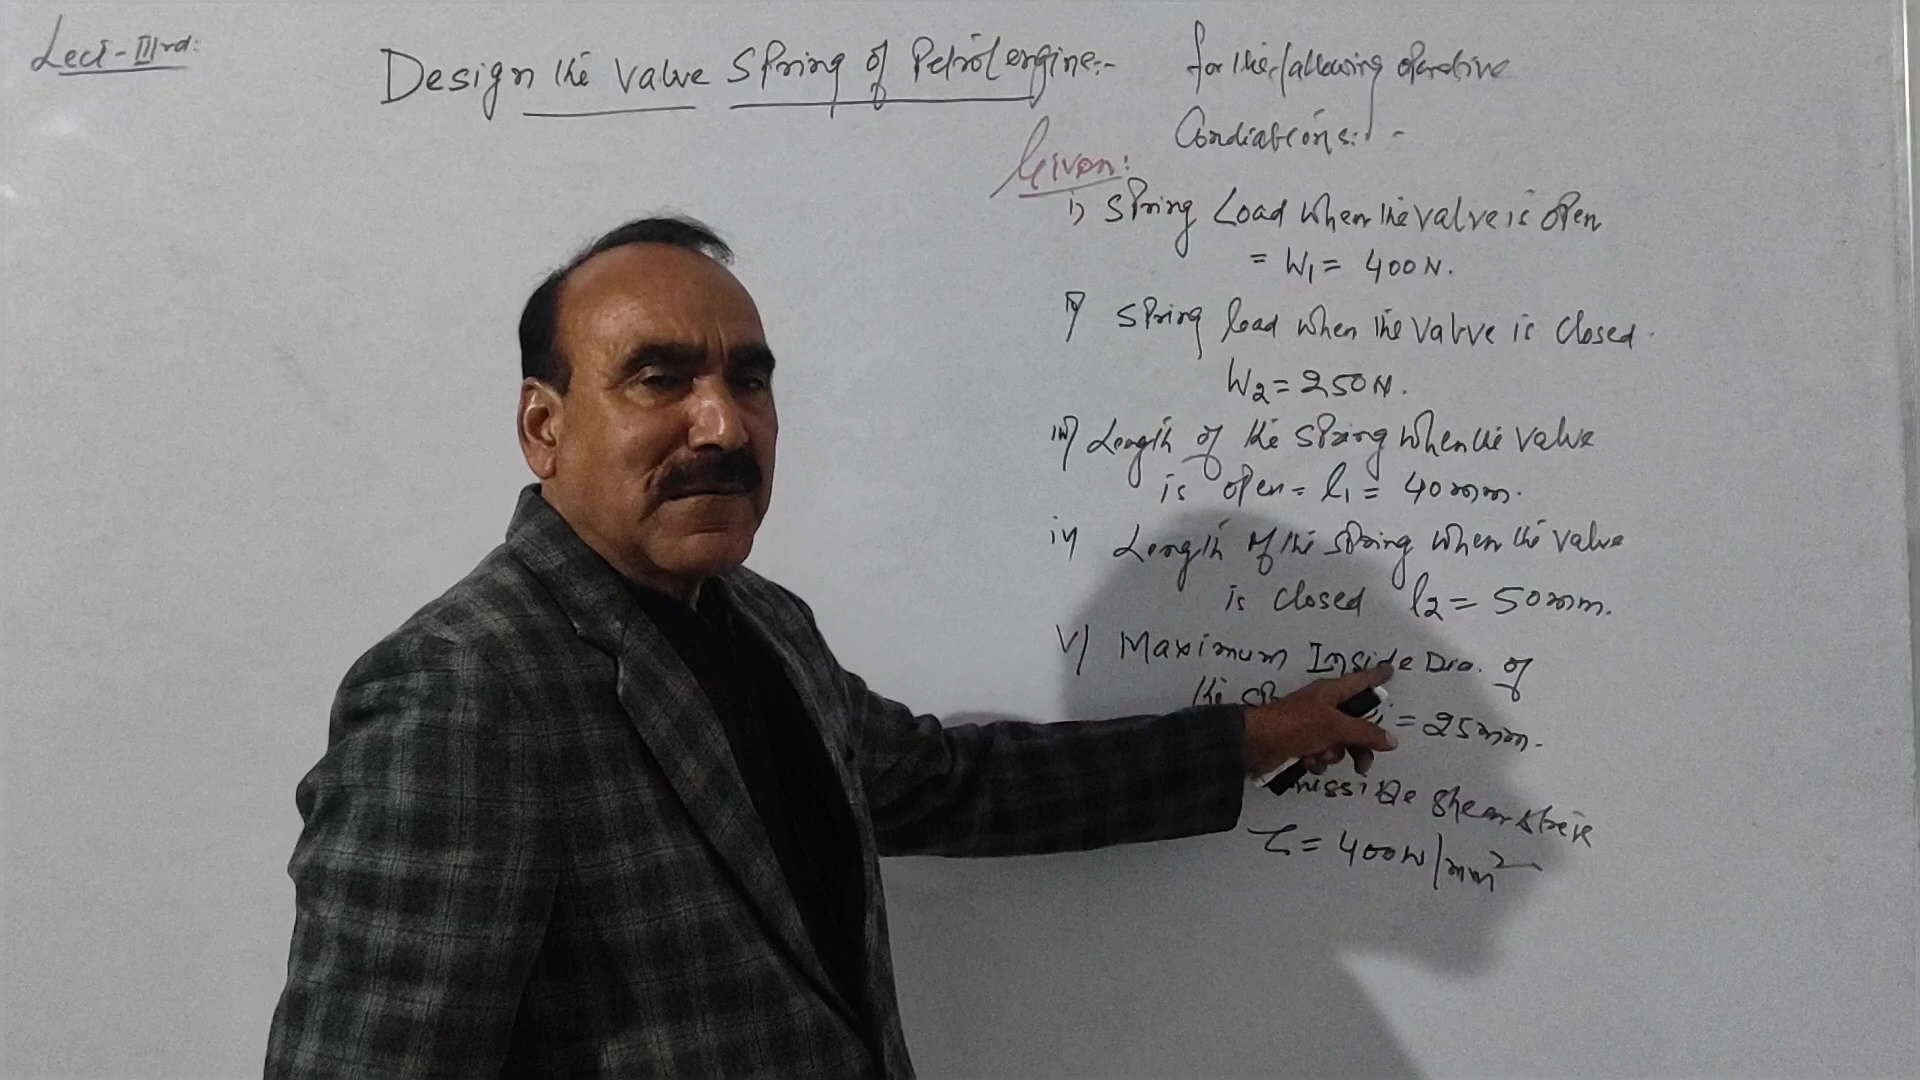 Lect-IIIrd:
Design the Valve Spring of Petrol engine:- for the following operative
Condiations:-
Given:
i) Spring Load when the valve is open
= W1 = 400N.
ii) Spring load when the valve is closed.
W2 = 250N.
iii) Length of the spring when the valve
is open = l1 = 40mm.
iv) Length of the spring when the valve
is closed l2 = 50mm.
v) Maximum Inside Dia. of
the = 25mm.
shear stress
τ = 400N/mm2